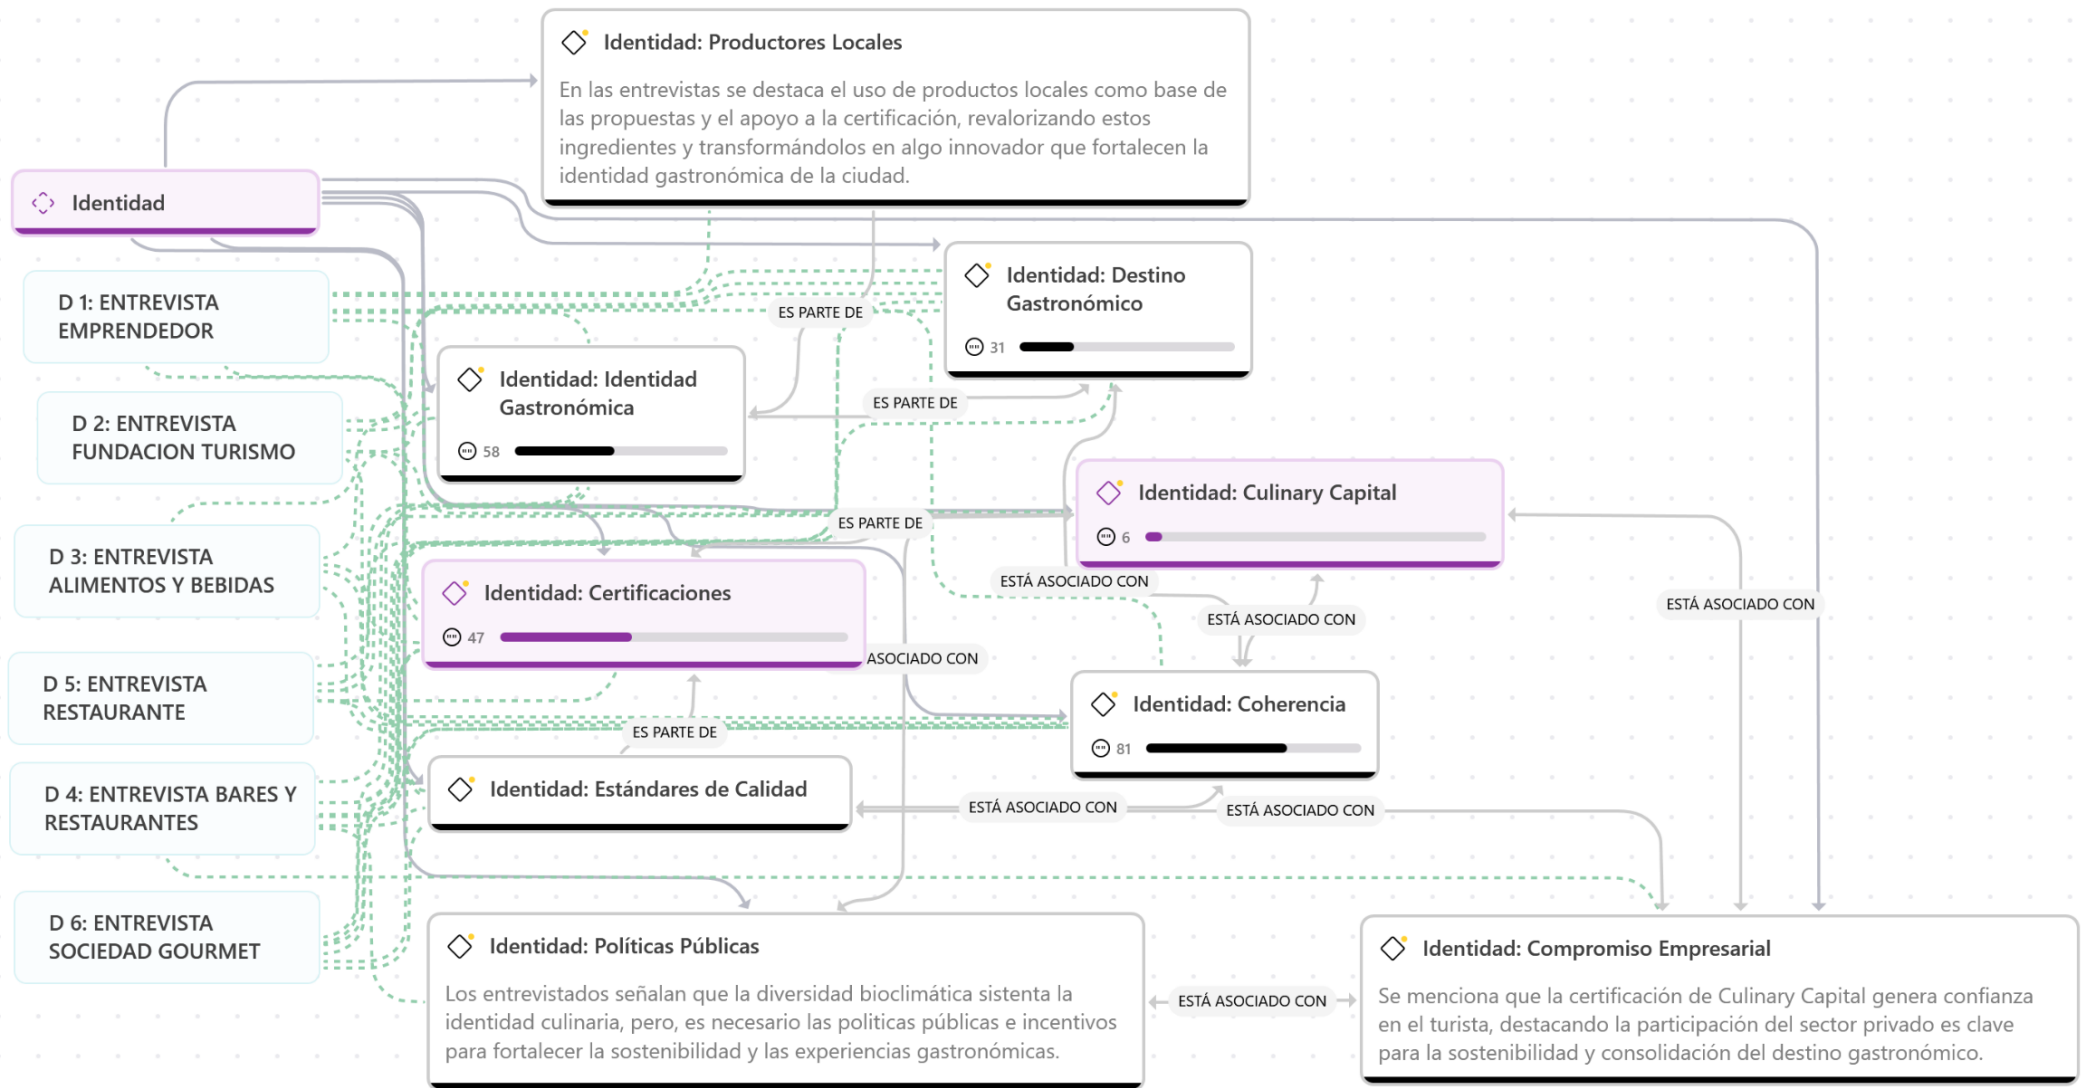 Identidad: Productores Locales
En las entrevistas se destaca el uso de productos locales como base de
las propuestas y el apoyo a la certificación, revalorizando estos
ingredientes y transformándolos en algo innovador que fortalecen la
identidad gastronómica de la ciudad.
Identidad
D 1: ENTREVISTA
EMPRENDEDOR
Identidad: Destino
Gastronómico
31
ES PARTE DE
Identidad: Identidad
Gastronómica
58
ES PARTE DE
D 2: ENTREVISTA
FUNDACION TURISMO
Identidad: Culinary Capital
6
ES PARTE DE
D 3: ENTREVISTA
ALIMENTOS Y BEBIDAS
Identidad: Certificaciones
47
ESTÁ ASOCIADO CON
ESTÁ ASOCIADO CON
ESTÁ ASOCIADO CON
ASOCIADO CON
D 5: ENTREVISTA
RESTAURANTE
Identidad: Coherencia
81
ES PARTE DE
D 4: ENTREVISTA BARES Y
RESTAURANTES
Identidad: Estándares de Calidad
ESTÁ ASOCIADO CON
ESTÁ ASOCIADO CON
D 6: ENTREVISTA
SOCIEDAD GOURMET
Identidad: Políticas Públicas
Los entrevistados señalan que la diversidad bioclimática sistenta la
identidad culinaria, pero, es necesario las politicas públicas e incentivos
para fortalecer la sostenibilidad y las experiencias gastronómicas.
ESTÁ ASOCIADO CON
Identidad: Compromiso Empresarial
Se menciona que la certificación de Culinary Capital genera confianza
en el turista, destacando la participación del sector privado es clave
para la sostenibilidad y consolidación del destino gastronómico.